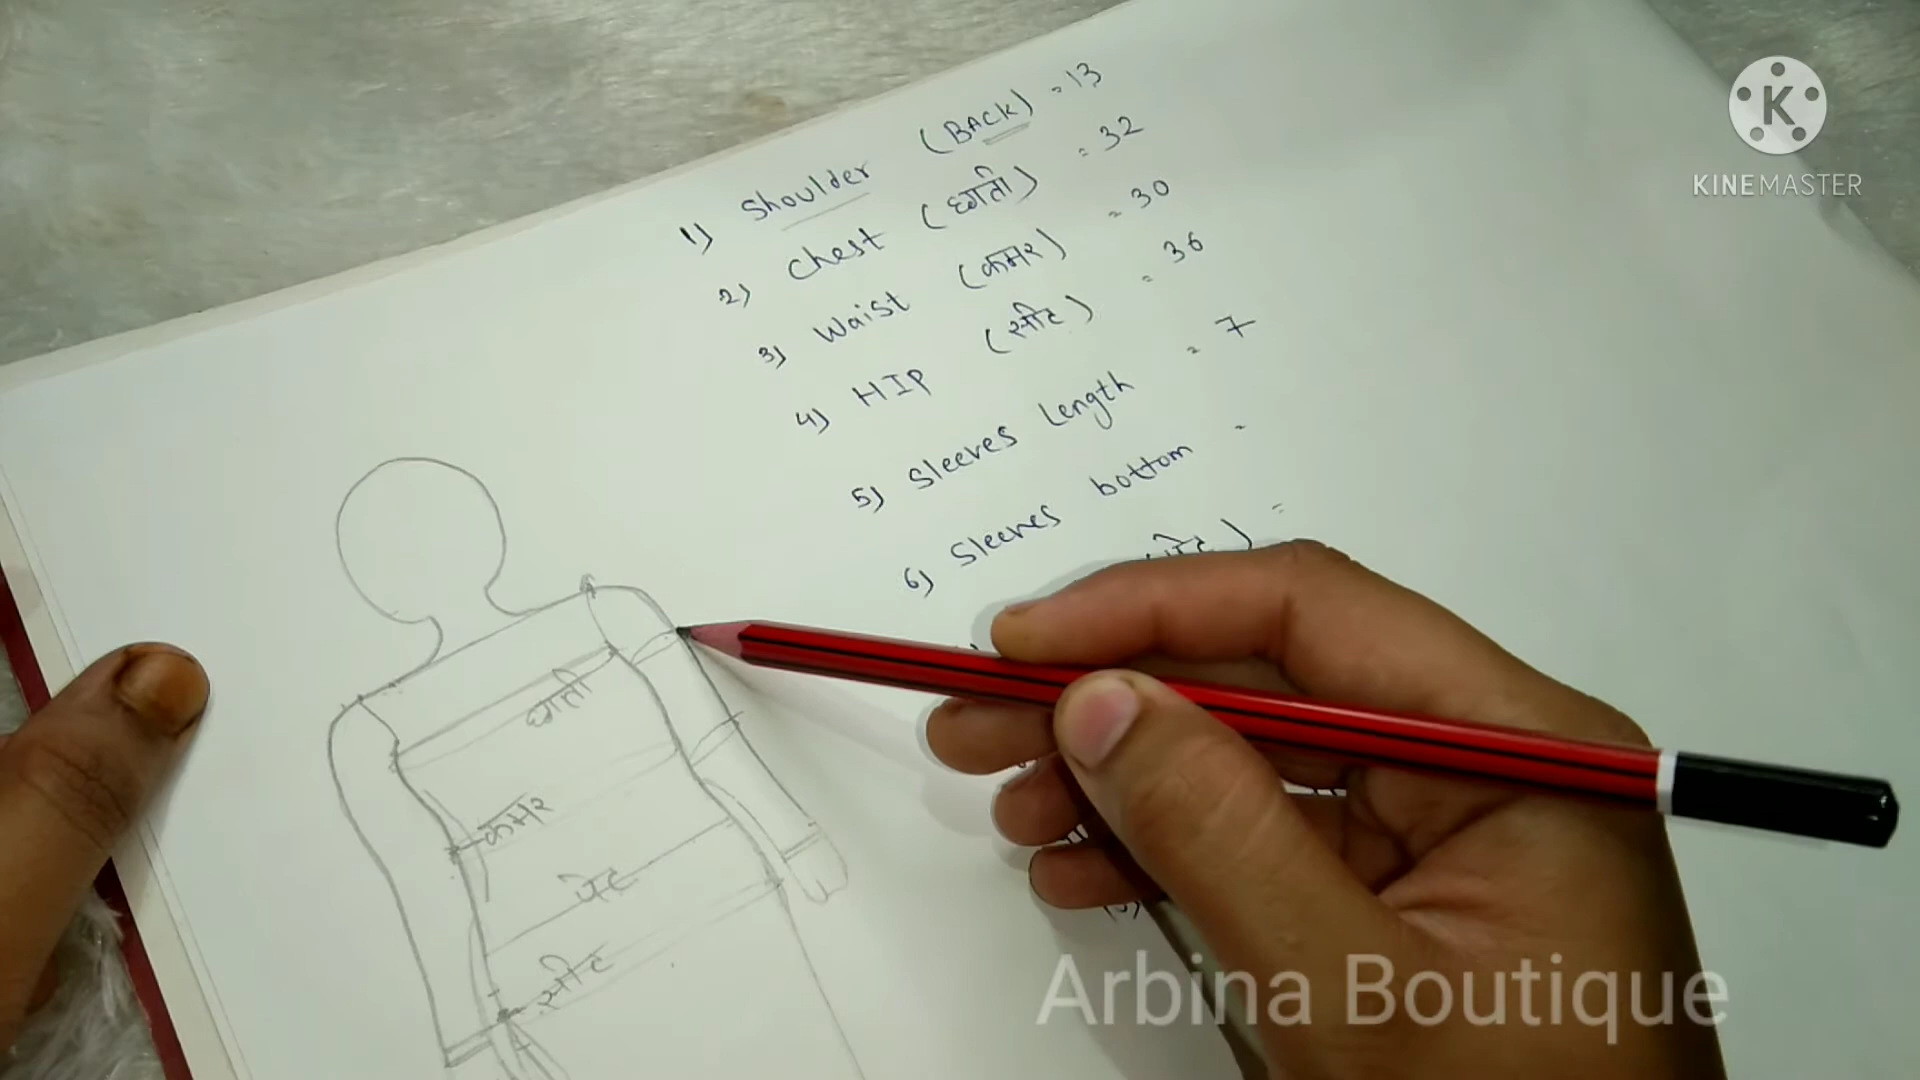 1) Shoulder (BACK) = 13
2) Chest (छाती) = 32
3) Waist (कमर) = 30
4) HIP (सीट) = 36
5) Sleeves Length = 7
6) Sleeves bottom =
) =
छाती
कमर
पेट
सीट
K
KINEMASTER
Arbina Boutique